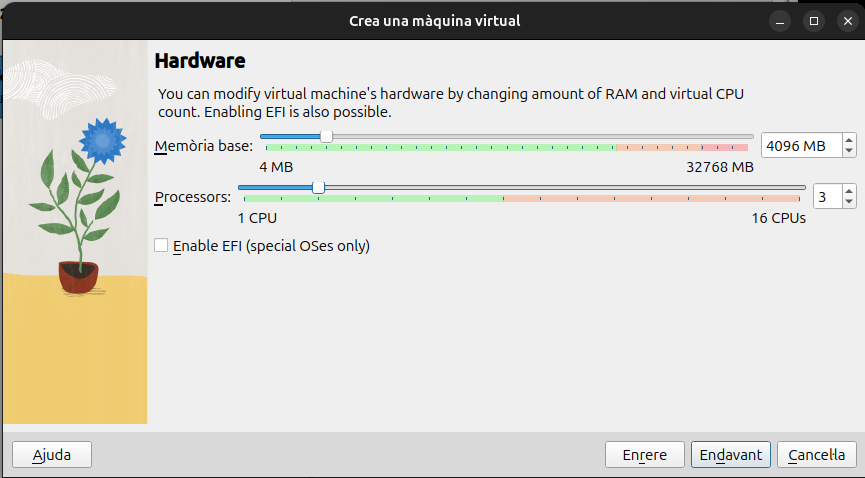 Crea una màquina virtual
Hardware
You can modify virtual machine's hardware by changing amount of RAM and virtual CPU
count. Enabling EFI is also possible.
Memòria base:
4096 MB
4 MB
32768 MB
Processors:
3
1 CPU
16 CPUs
Enable EFI (special OSes only)
Ajuda
Enrere
Endavant
Cancel·la